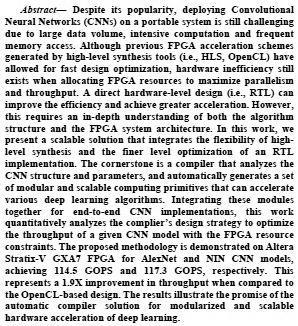 Abstract— Despite its popularity, deploying Convolutional
Neural Networks (CNNs) on a portable system is still challenging
due to large data volume, intensive computation and frequent
memory access. Although previous FPGA acceleration schemes
generated by high-level synthesis tools (i.e., HLS, OpenCL) have
allowed for fast design optimization, hardware inefficiency still
exists when allocating FPGA resources to maximize parallelism
and throughput. A direct hardware-level design (i.e., RTL) can
improve the efficiency and achieve greater acceleration. However,
this requires an in-depth understanding of both the algorithm
structure and the FPGA system architecture. In this work, we
present a scalable solution that integrates the flexibility of high-
level synthesis and the finer level optimization of an RTL
implementation. The cornerstone is a compiler that analyzes the
CNN structure and parameters, and automatically generates a set
of modular and scalable computing primitives that can accelerate
various deep learning algorithms. Integrating these modules
together for end-to-end CNN implementations, this work
quantitatively analyzes the compiler's design strategy to optimize
the throughput of a given CNN model with the FPGA resource
constraints. The proposed methodology is demonstrated on Altera
Stratix-V GXA7 FPGA for AlexNet and NIN CNN models,
achieving 114.5 GOPS and 117.3 GOPS, respectively. This
represents a 1.9X improvement in throughput when compared to
the OpenCL-based design. The results illustrate the promise of the
automatic compiler solution for modularized and scalable
hardware acceleration of deep learning.